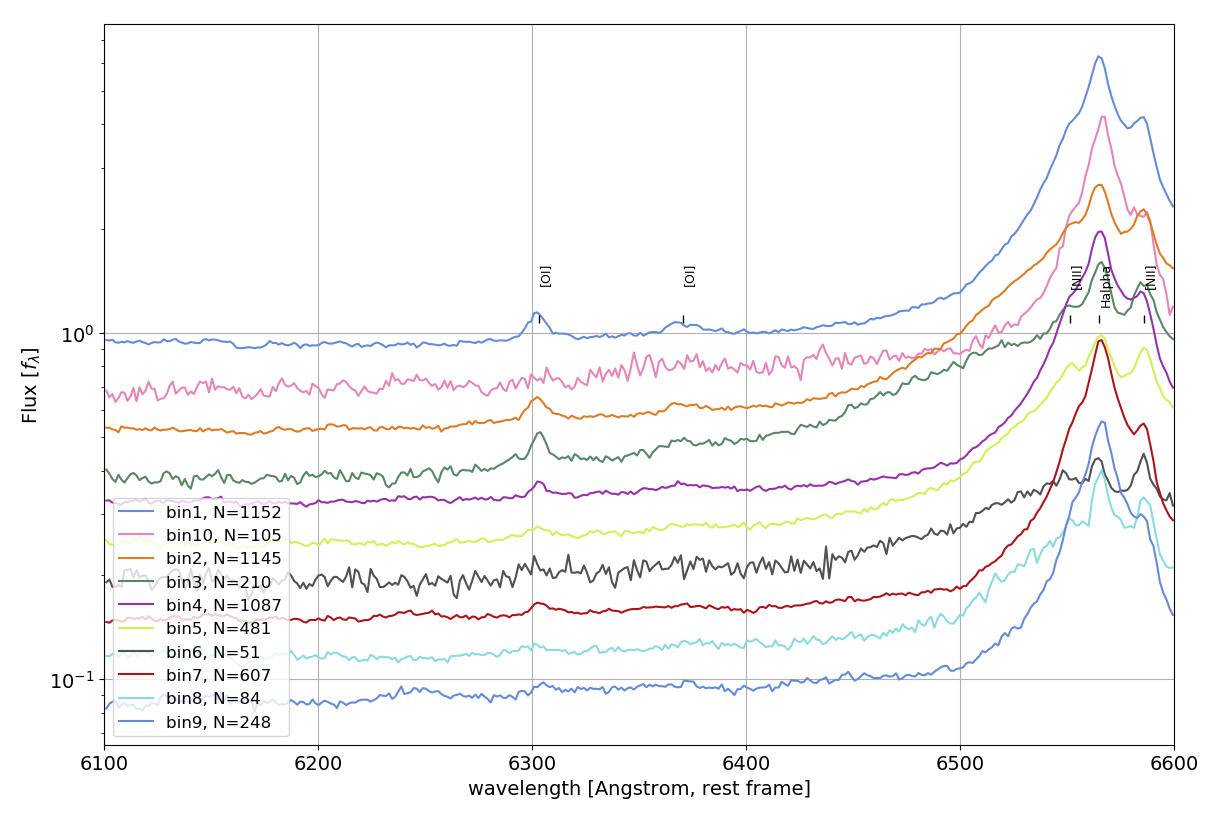 Flux [fλ]
10⁰
10⁻¹
[OI]
[OI]
[NII]
Halpha
[NII]
bin1, N=1152
bin10, N=105
bin2, N=1145
bin3, N=210
bin4, N=1087
bin5, N=481
bin6, N=51
bin7, N=607
bin8, N=84
bin9, N=248
6100 6200 6300 6400 6500 6600
wavelength [Angstrom, rest frame]